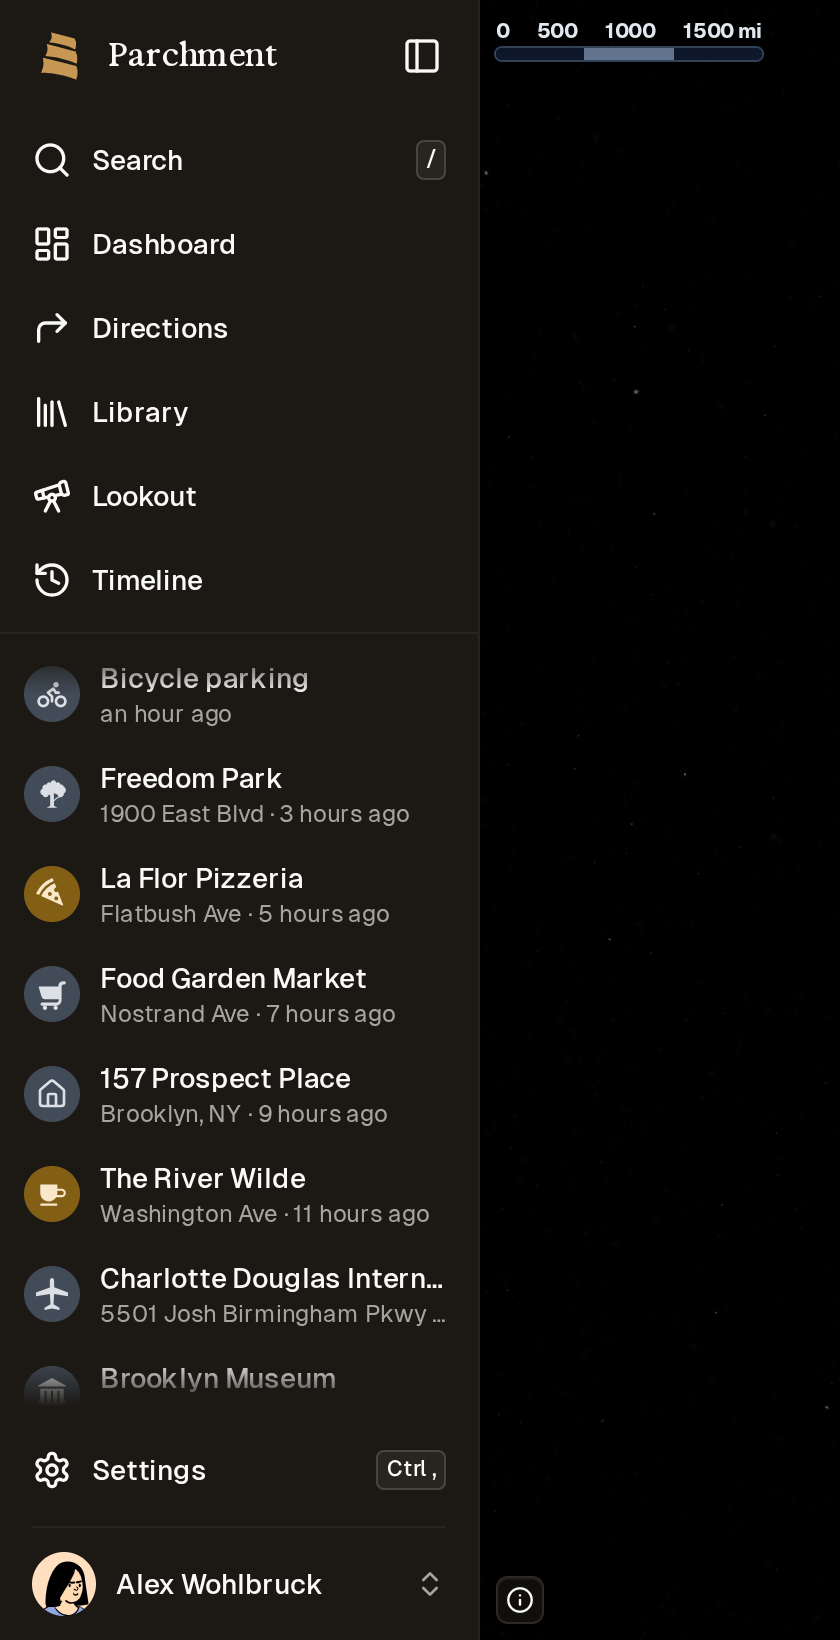 Parchment
0 500 1000 1500 mi
Search /
Dashboard
Directions
Library
Lookout
Timeline
Bicycle parking
an hour ago
Freedom Park
1900 East Blvd · 3 hours ago
La Flor Pizzeria
Flatbush Ave · 5 hours ago
Food Garden Market
Nostrand Ave · 7 hours ago
157 Prospect Place
Brooklyn, NY · 9 hours ago
The River Wilde
Washington Ave · 11 hours ago
Charlotte Douglas Intern...
5501 Josh Birmingham Pkwy ...
Brooklyn Museum
Settings Ctrl ,
Alex Wohlbruck